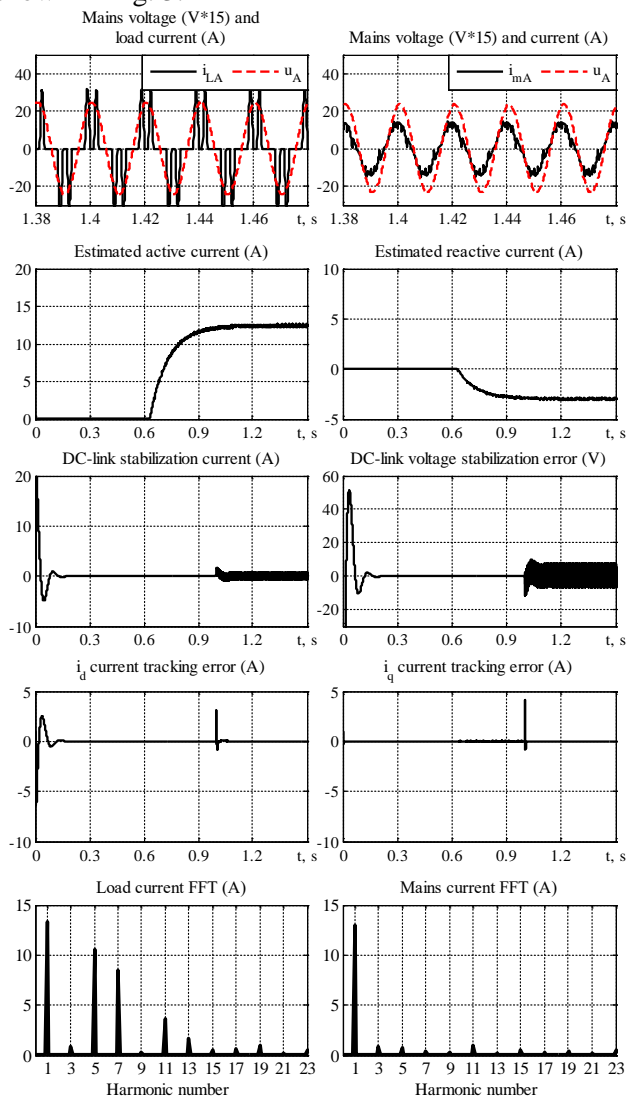 Mains voltage (V*15) and
load current (A)
Mains voltage (V*15) and current (A)
i_LA u_A
i_mA u_A
40
20
0
-20
1.38 1.4 1.42 1.44 1.46 t, s
40
20
0
-20
1.38 1.4 1.42 1.44 1.46 t, s
Estimated active current (A)
20
15
10
5
0
0 0.3 0.6 0.9 1.2 t, s
Estimated reactive current (A)
10
5
0
-5
0 0.3 0.6 0.9 1.2 t, s
DC-link stabilization current (A)
20
10
0
-10
0 0.3 0.6 0.9 1.2 t, s
DC-link voltage stabilization error (V)
60
40
20
0
-20
0 0.3 0.6 0.9 1.2 t, s
i_d current tracking error (A)
5
0
-5
-10
0 0.3 0.6 0.9 1.2 t, s
i_q current tracking error (A)
5
0
-5
-10
0 0.3 0.6 0.9 1.2 t, s
Load current FFT (A)
15
10
5
0
1 3 5 7 9 11 13 15 17 19 21 23
Harmonic number
Mains current FFT (A)
15
10
5
0
1 3 5 7 9 11 13 15 17 19 21 23
Harmonic number